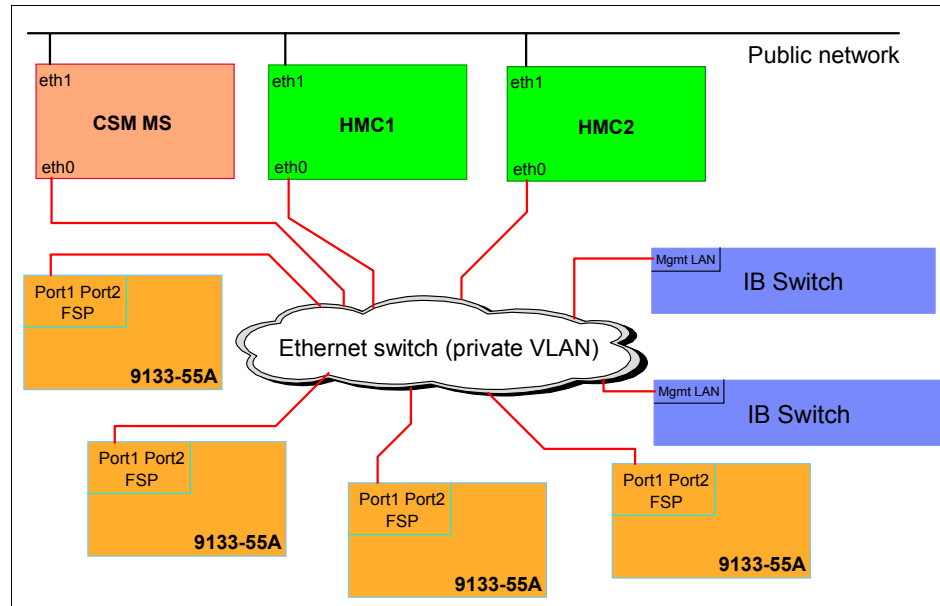 Public network
eth1
CSM MS
eth0
eth1
HMC1
eth0
eth1
HMC2
eth0
Mgmt LAN
IB Switch
Port1 Port2
FSP
9133-55A
Ethernet switch (private VLAN)
Mgmt LAN
IB Switch
Port1 Port2
FSP
9133-55A
Port1 Port2
FSP
9133-55A
Port1 Port2
FSP
9133-55A